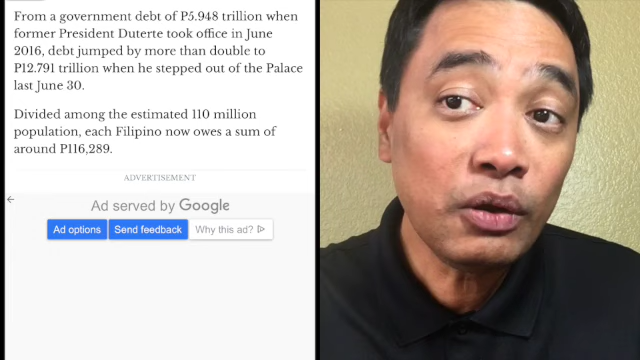 From a government debt of P5.948 trillion when
former President Duterte took office in June
2016, debt jumped by more than double to
P12.791 trillion when he stepped out of the Palace
last June 30.
Divided among the estimated 110 million
population, each Filipino now owes a sum of
around P116,289.
ADVERTISEMENT
Ad served by Google
Ad options Send feedback Why this ad?